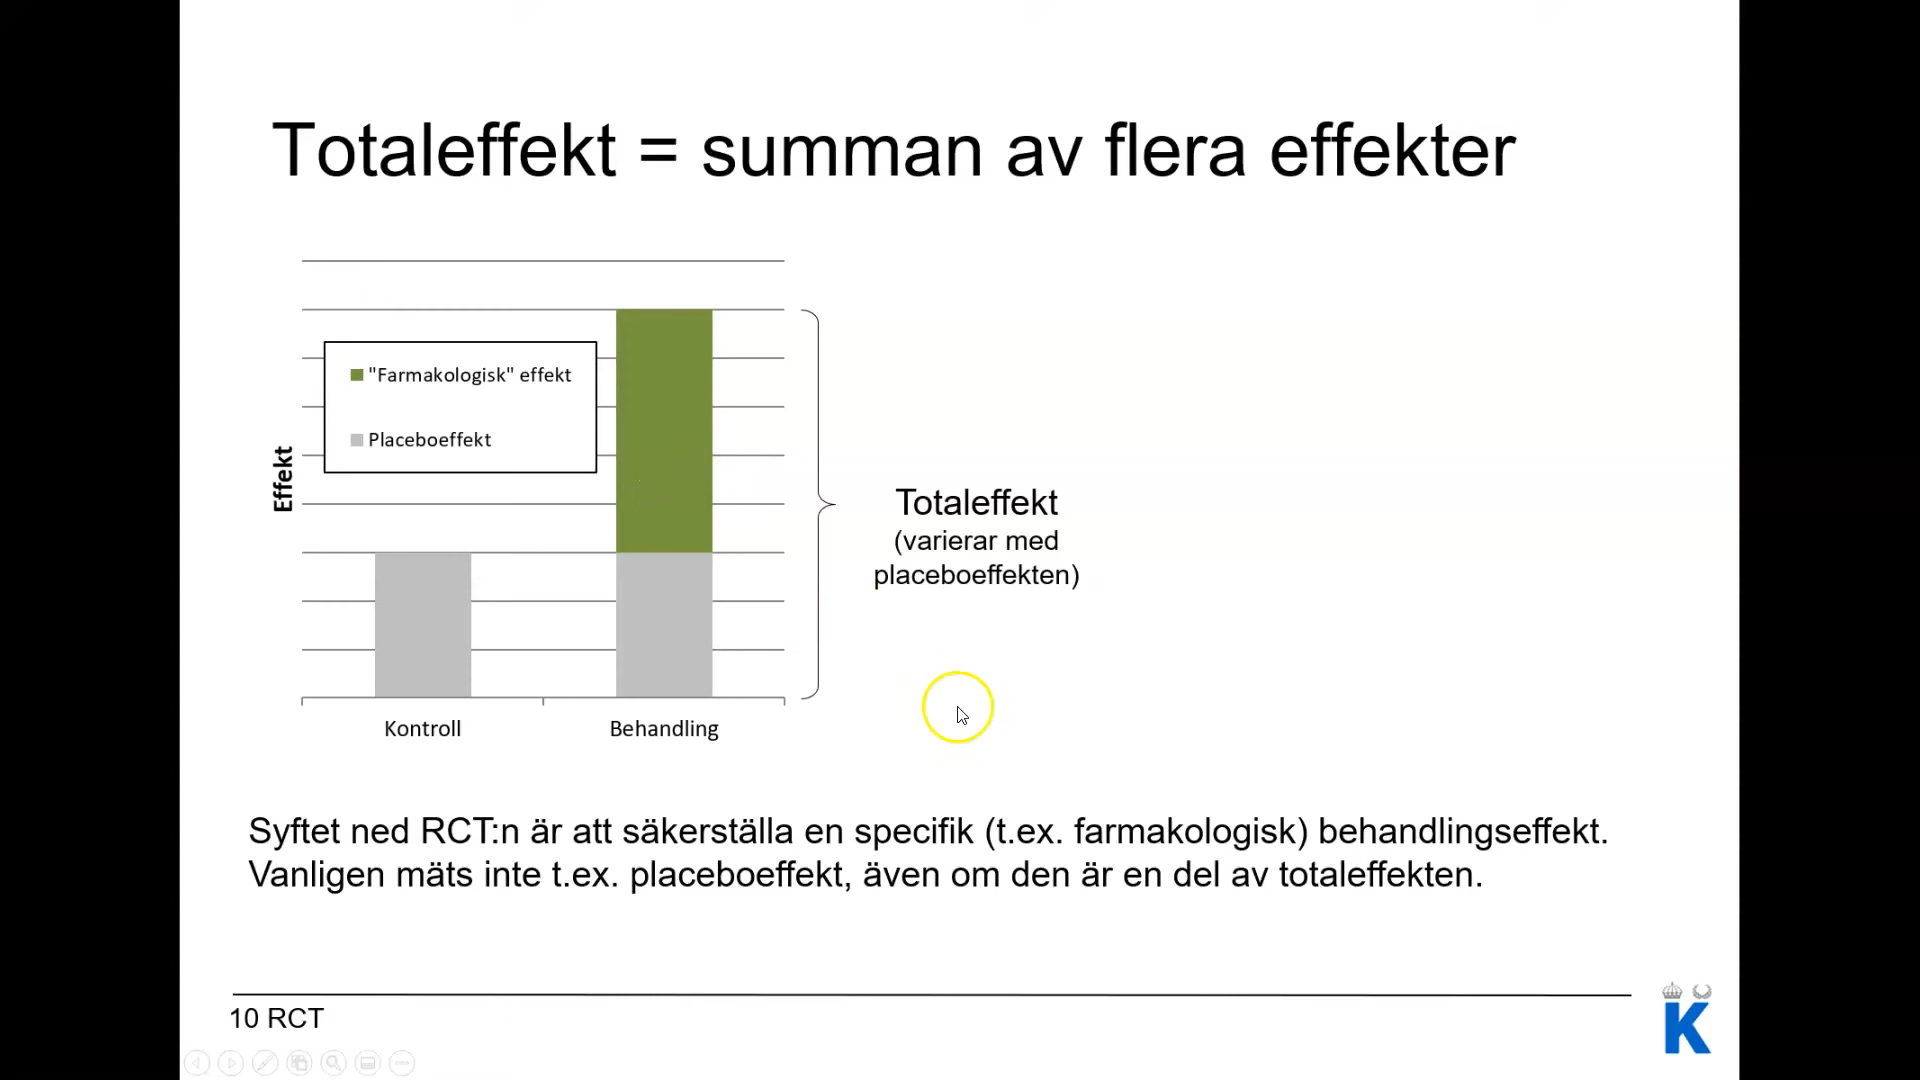 Totaleffekt = summan av flera effekter
"Farmakologisk" effekt
Placeboeffekt
Effekt
Kontroll
Behandling
Totaleffekt
(varierar med
placeboeffekten)
Syftet ned RCT:n är att säkerställa en specifik (t.ex. farmakologisk) behandlingseffekt.
Vanligen mäts inte t.ex. placeboeffekt, även om den är en del av totaleffekten.
10 RCT
K